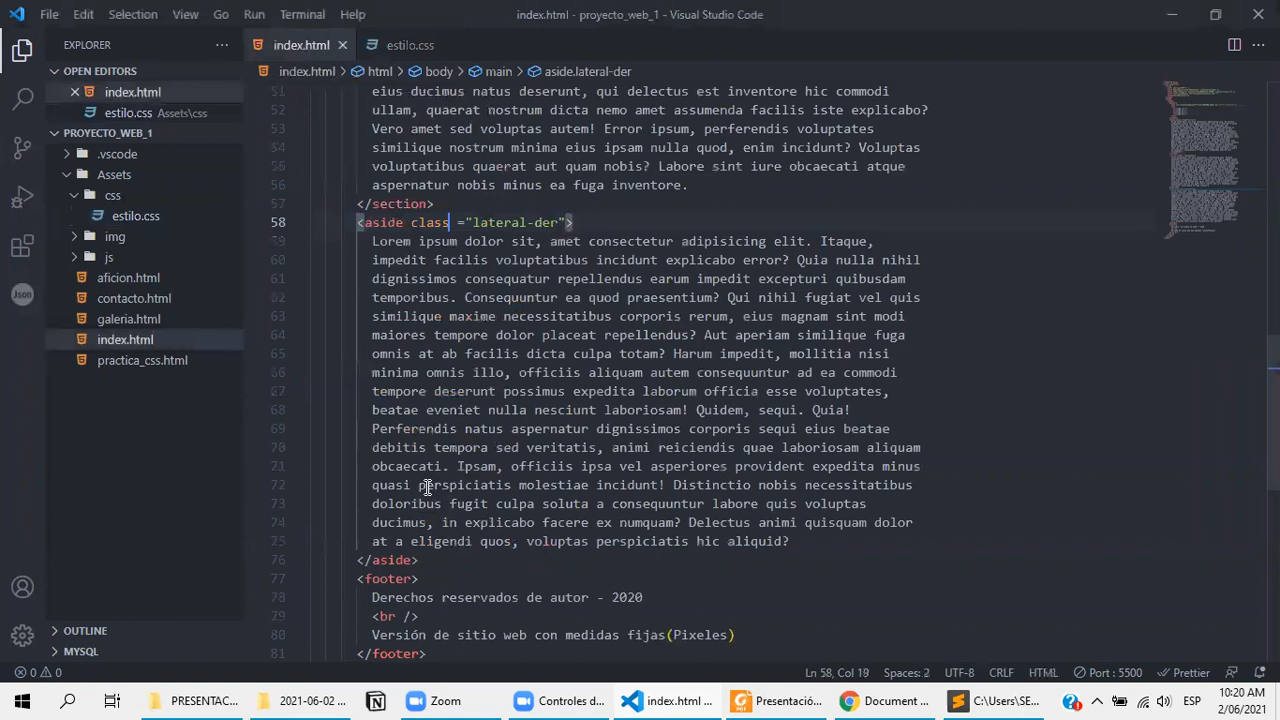 File Edit Selection View Go Run Terminal Help
index.html - proyecto_web_1 - Visual Studio Code
EXPLORER
index.html
estilo.css
OPEN EDITORS
index.html > html > body > main > aside.lateral-der
index.html
estilo.css Assets\css
PROYECTO_WEB_1
.vscode
Assets
css
estilo.css
img
js
aficion.html
contacto.html
galeria.html
index.html
practica_css.html
OUTLINE
MYSQL
51 eius ducimus natus deserunt, qui delectus est inventore hic commodi
52 ullam, quaerat nostrum dicta nemo amet assumenda facilis iste explicabo?
53 Vero amet sed voluptas autem! Error ipsum, perferendis voluptates
54 similique nostrum minima eius ipsam nulla quod, enim incidunt? Voluptas
55 voluptatibus quaerat aut quam nobis? Labore sint iure obcaecati atque
56 aspernatur nobis minus ea fuga inventore.
57 </section>
58 <aside class ="lateral-der">
59 Lorem ipsum dolor sit, amet consectetur adipisicing elit. Itaque,
60 impedit facilis voluptatibus incidunt explicabo error? Quia nulla nihil
61 dignissimos consequatur repellendus earum impedit excepturi quibusdam
62 temporibus. Consequuntur ea quod praesentium? Qui nihil fugiat vel quis
63 similique maxime necessitatibus corporis rerum, eius magnam sint modi
64 maiores tempore dolor placeat repellendus? Aut aperiam similique fuga
65 omnis at ab facilis dicta culpa totam? Harum impedit, mollitia nisi
66 minima omnis illo, officiis aliquam autem consequuntur ad ea commodi
67 tempore deserunt possimus expedita laborum officia esse voluptates,
68 beatae eveniet nulla nesciunt laboriosam! Quidem, sequi. Quia!
69 Perferendis natus aspernatur dignissimos corporis sequi eius beatae
70 debitis tempora sed veritatis, animi reiciendis quae laboriosam aliquam
71 obcaecati. Ipsam, officiis ipsa vel asperiores provident expedita minus
72 quasi perspiciatis molestiae incidunt! Distinctio nobis necessitatibus
73 doloribus fugit culpa soluta a consequuntur labore quis voluptas
74 ducimus, in explicabo facere ex numquam? Delectus animi quisquam dolor
75 at a eligendi quos, voluptas perspiciatis hic aliquid?
76 </aside>
77 <footer>
78 Derechos reservados de autor - 2020
79 <br />
80 Versión de sitio web con medidas fijas(Pixeles)
81 </footer>
Json
0 0 Ln 58, Col 19 Spaces: 2 UTF-8 CRLF HTML Port : 5500 Prettier
PRESENTAC... 2021-06-02 ... Zoom Controles d... index.html ... Presentació... Document ... C:\Users\SE... ESP
10:20 AM
2/06/2021